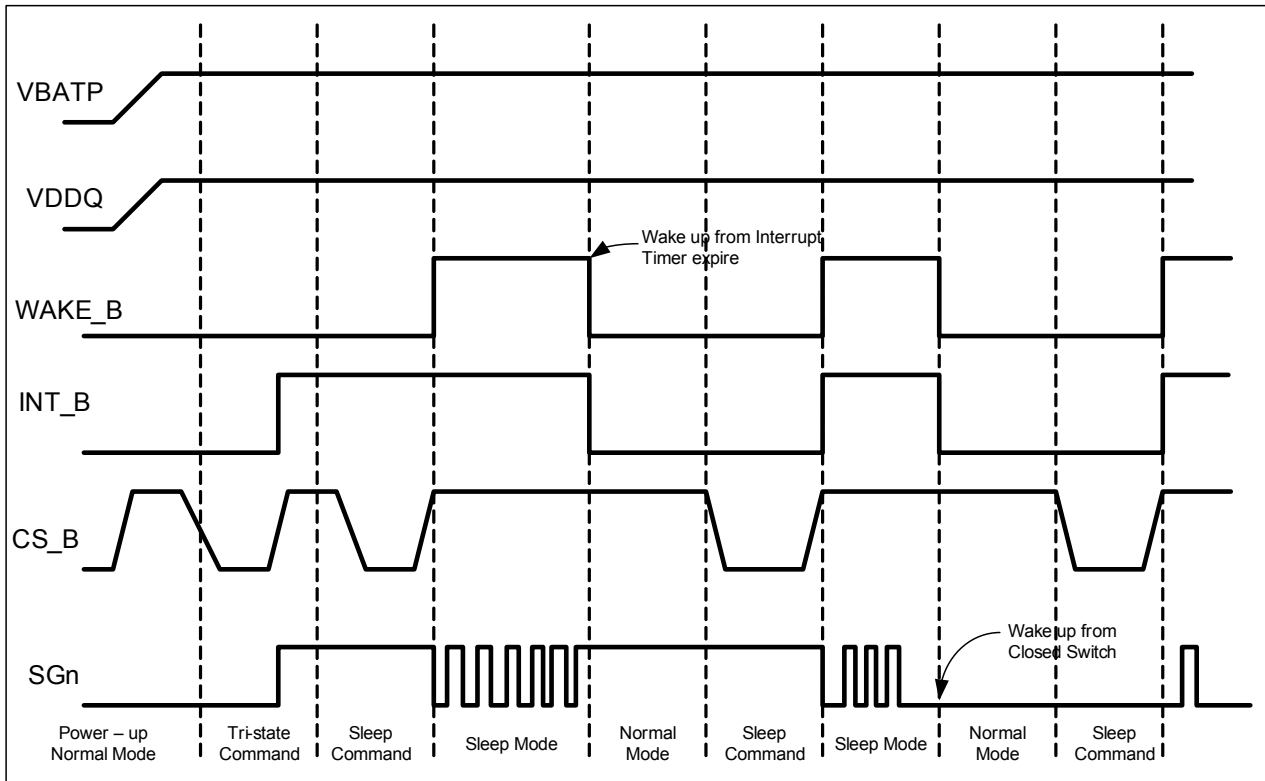 VBATP
VDDQ
Wake up from Interrupt
Timer expire
WAKE_B
INT_B
CS_B
Wake up from
Closed Switch
SGn
Power – up
Normal Mode
Tri-state
Command
Sleep
Command
Sleep Mode
Normal
Mode
Sleep
Command
Sleep Mode
Normal
Mode
Sleep
Command